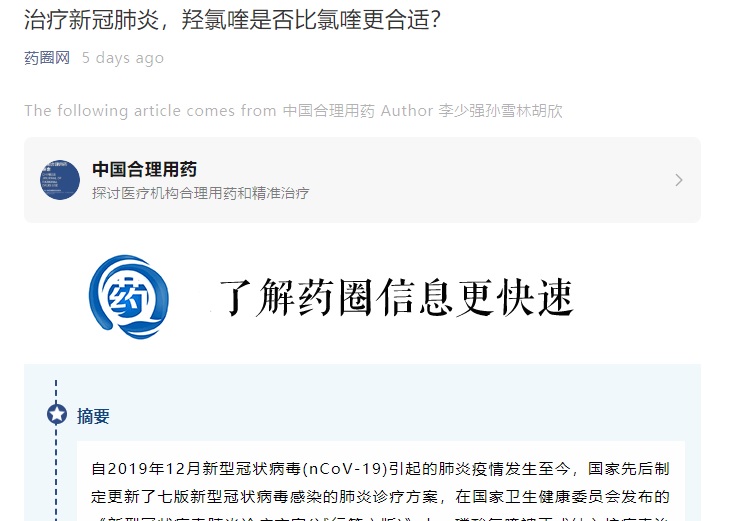 治疗新冠肺炎，羟氯喹是否比氯喹更合适？
药圈网 5 days ago
The following article comes from 中国合理用药 Author 李少强孙雪林胡欣
中国合理用药
探讨医疗机构合理用药和精准治疗
药
了解药圈信息更快速
摘要
自2019年12月新型冠状病毒(nCoV-19)引起的肺炎疫情发生至今，国家先后制
定更新了七版新型冠状病毒感染的肺炎诊疗方案，在国家卫生健康委员会发布的